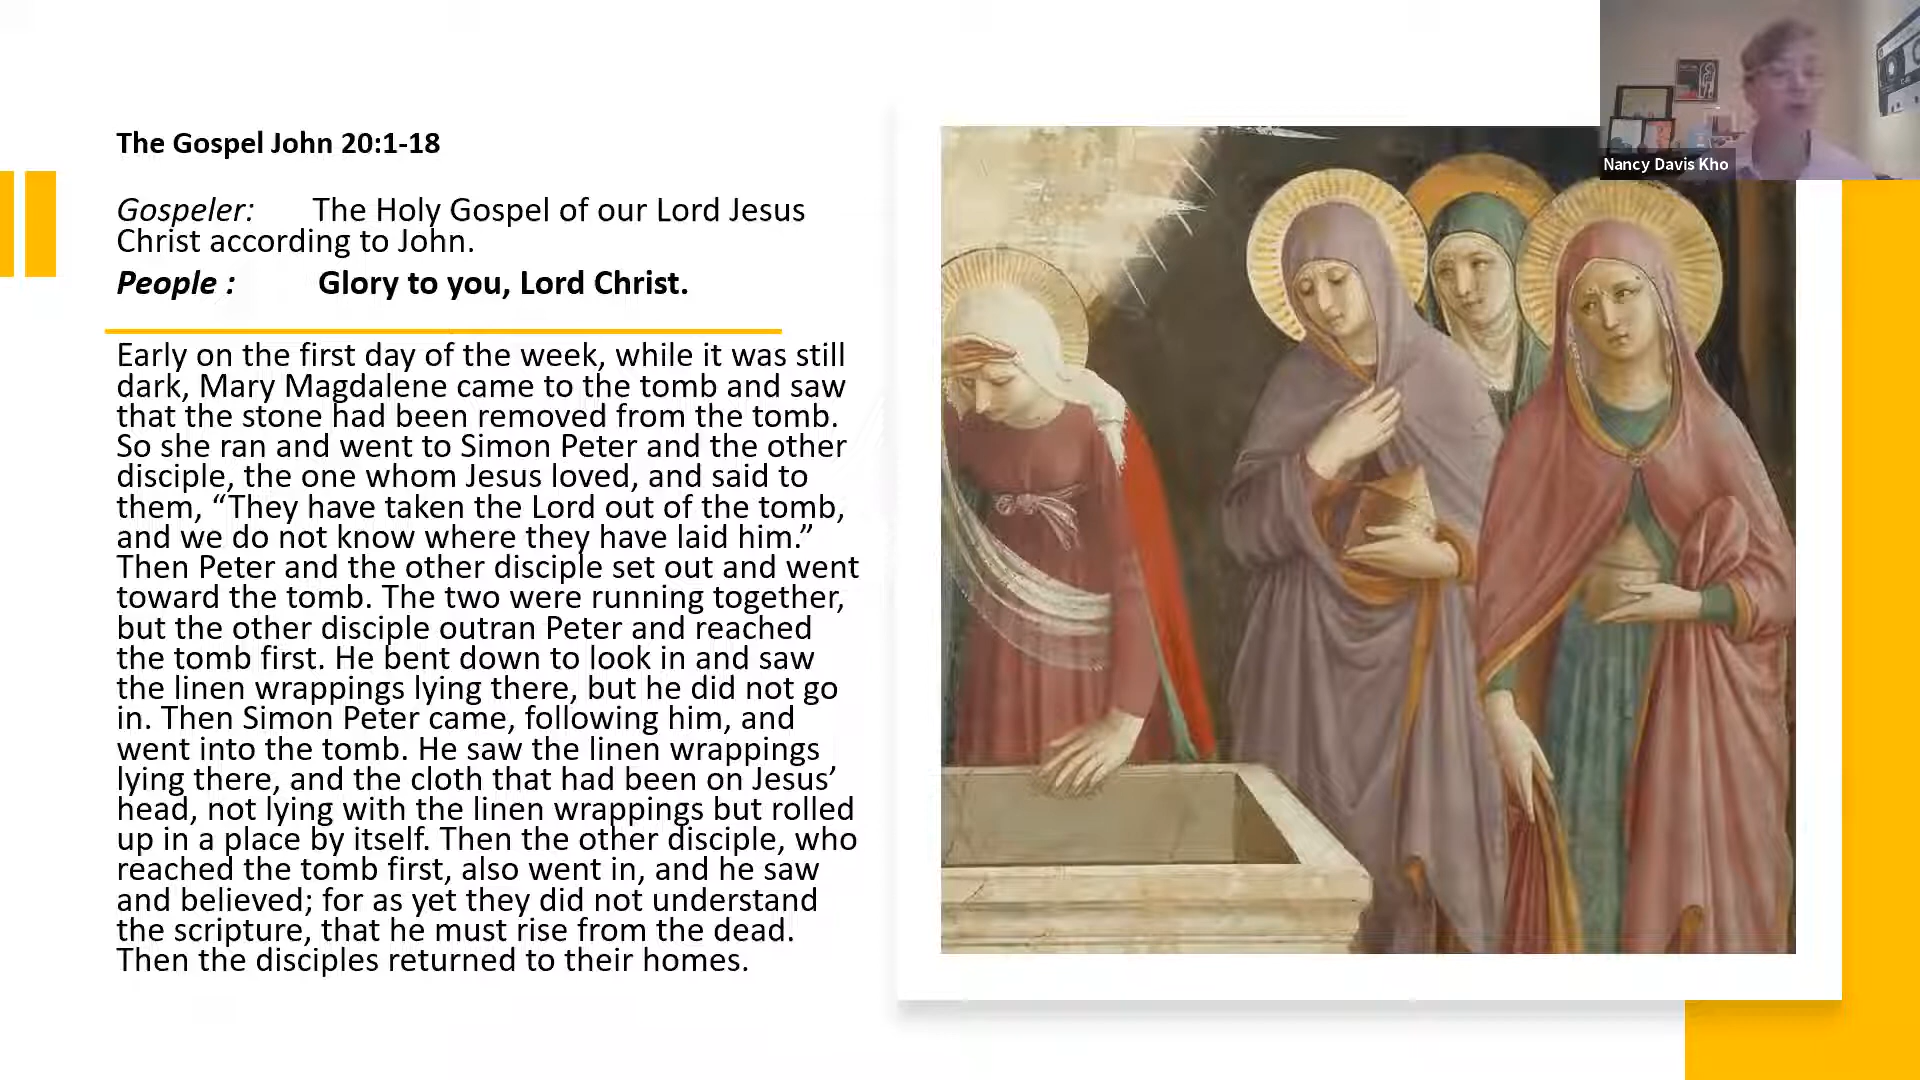 The Gospel John 20:1-18
Gospeler: The Holy Gospel of our Lord Jesus
Christ according to John.
People : Glory to you, Lord Christ.
Early on the first day of the week, while it was still
dark, Mary Magdalene came to the tomb and saw
that the stone had been removed from the tomb.
So she ran and went to Simon Peter and the other
disciple, the one whom Jesus loved, and said to
them, “They have taken the Lord out of the tomb,
and we do not know where they have laid him.”
Then Peter and the other disciple set out and went
toward the tomb. The two were running together,
but the other disciple outran Peter and reached
the tomb first. He bent down to look in and saw
the linen wrappings lying there, but he did not go
in. Then Simon Peter came, following him, and
went into the tomb. He saw the linen wrappings
lying there, and the cloth that had been on Jesus’
head, not lying with the linen wrappings but rolled
up in a place by itself. Then the other disciple, who
reached the tomb first, also went in, and he saw
and believed; for as yet they did not understand
the scripture, that he must rise from the dead.
Then the disciples returned to their homes.
Nancy Davis Kho